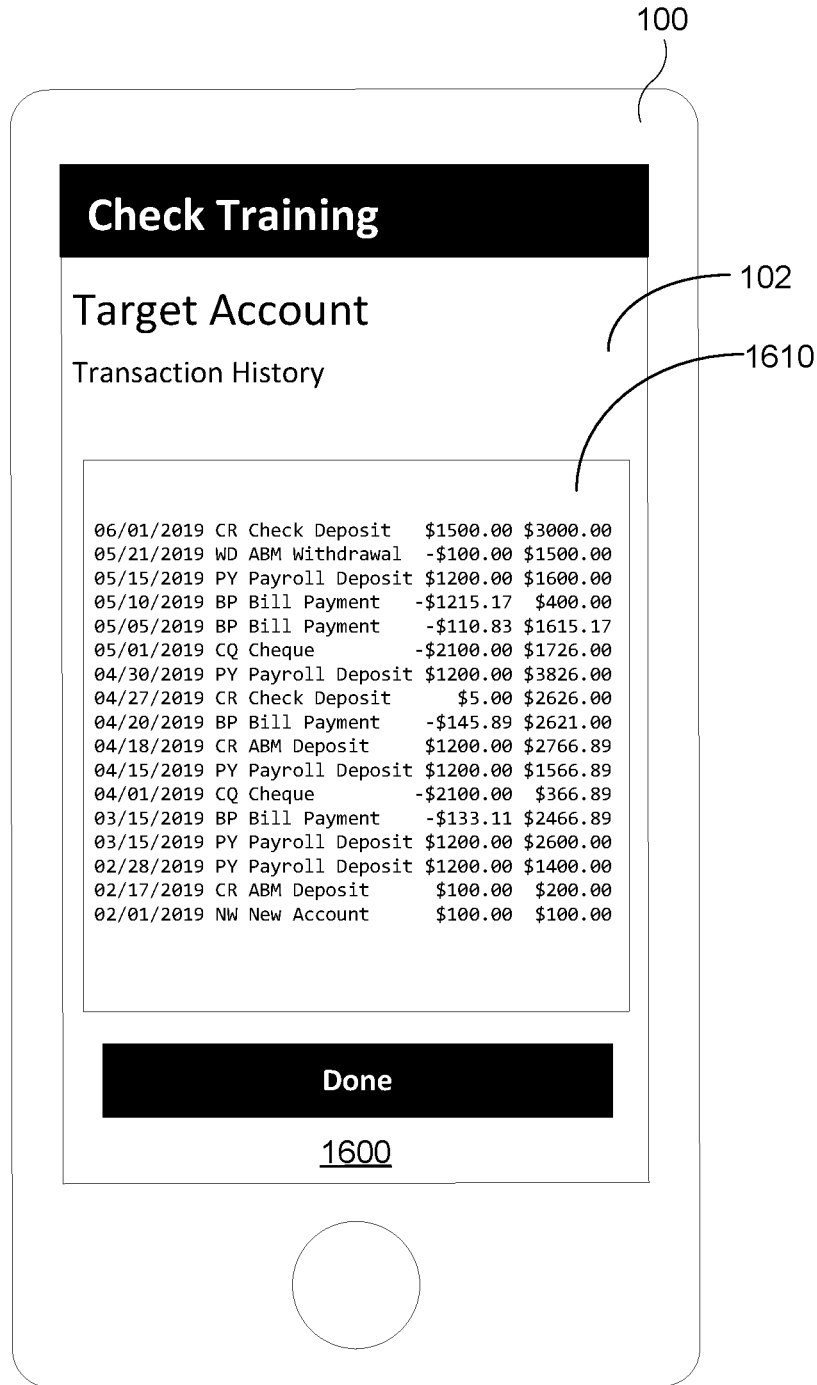 100
Check Training
102
Target Account
1610
Transaction History
06/01/2019 CR Check Deposit $1500.00 $3000.00
05/21/2019 WD ABM Withdrawal -$100.00 $1500.00
05/15/2019 PY Payroll Deposit $1200.00 $1600.00
05/10/2019 BP Bill Payment -$1215.17 $400.00
05/05/2019 BP Bill Payment -$110.83 $1615.17
05/01/2019 CQ Cheque -$2100.00 $1726.00
04/30/2019 PY Payroll Deposit $1200.00 $3826.00
04/27/2019 CR Check Deposit $5.00 $2626.00
04/20/2019 BP Bill Payment -$145.89 $2621.00
04/18/2019 CR ABM Deposit $1200.00 $2766.89
04/15/2019 PY Payroll Deposit $1200.00 $1566.89
04/01/2019 CQ Cheque -$2100.00 $366.89
03/15/2019 BP Bill Payment -$133.11 $2466.89
03/15/2019 PY Payroll Deposit $1200.00 $2600.00
02/28/2019 PY Payroll Deposit $1200.00 $1400.00
02/17/2019 CR ABM Deposit $100.00 $200.00
02/01/2019 NW New Account $100.00 $100.00
Done
1600